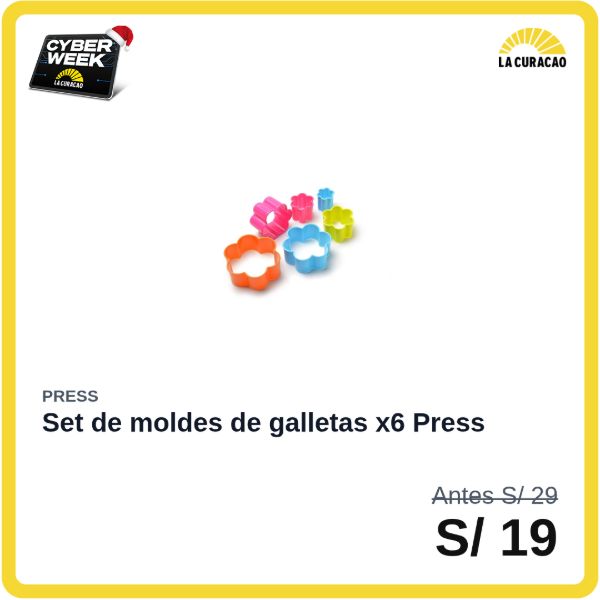 CYBER
WEEK
LA CURACAO
LA CURACAO
PRESS
Set de moldes de galletas x6 Press
Antes S/ 29
S/ 19